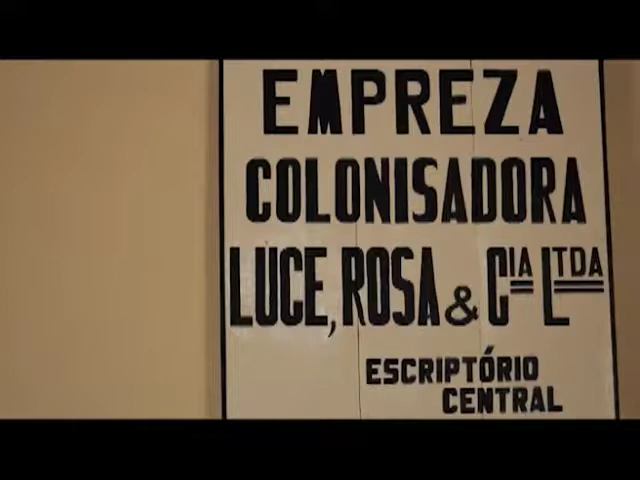 EMPREZA
COLONISADORA
LUCE, ROSA & CIA LTDA
ESCRIPTÓRIO
CENTRAL